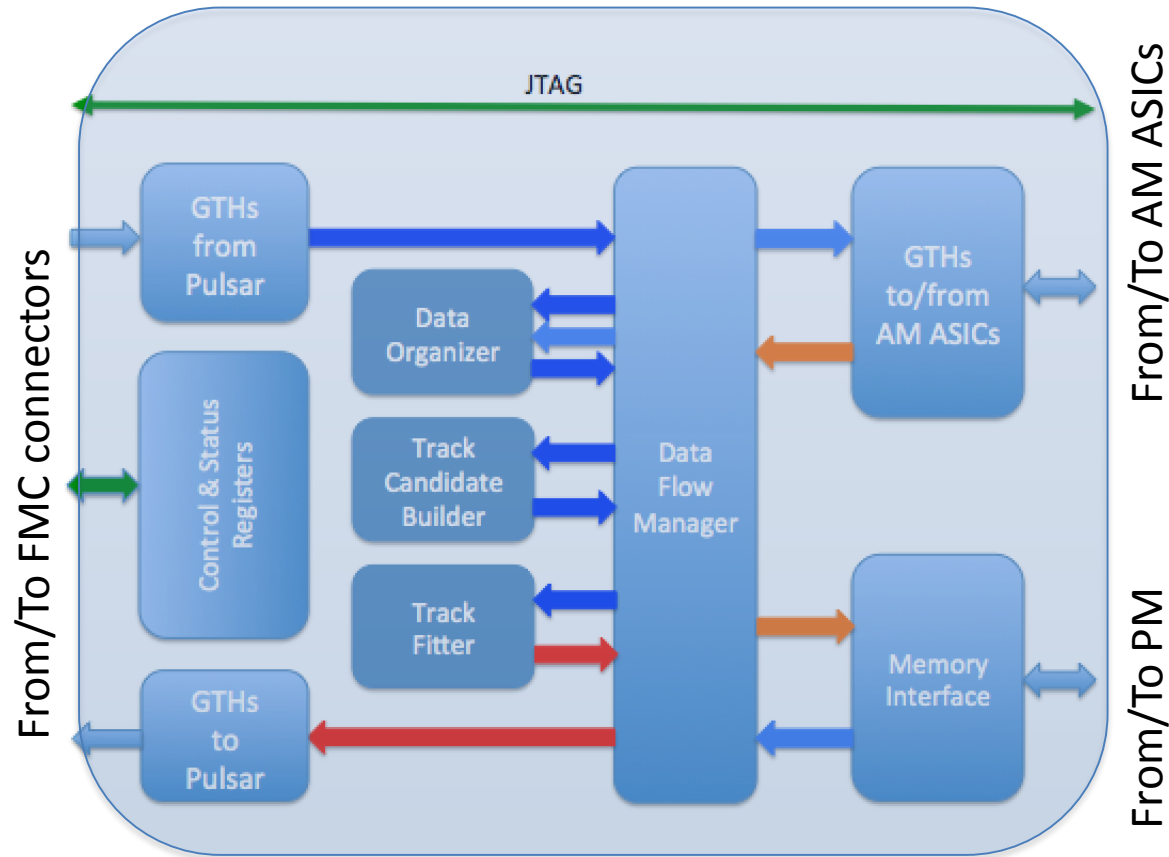 JTAG
From/To FMC connectors
GTHs
from
Pulsar
Control & Status
Registers
GTHs
to
Pulsar
Data
Organizer
Track
Candidate
Builder
Track
Fitter
Data
Flow
Manager
GTHs
to/from
AM ASICs
Memory
Interface
From/To AM ASICs
From/To PM